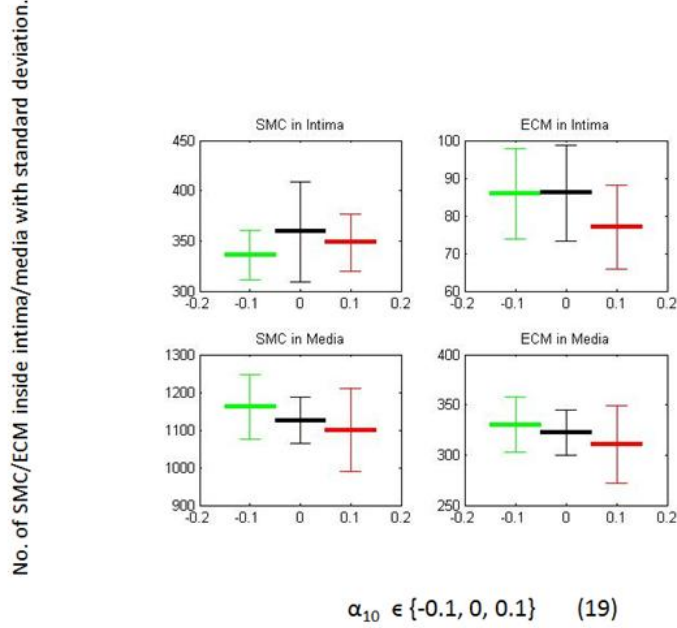 No. of SMC/ECM inside intima/media with standard deviation.
SMC in Intima
450
400
350
300
-0.2 -0.1 0 0.1 0.2
ECM in Intima
100
90
80
70
60
-0.2 -0.1 0 0.1 0.2
SMC in Media
1300
1200
1100
1000
900
-0.2 -0.1 0 0.1 0.2
ECM in Media
400
350
300
250
-0.2 -0.1 0 0.1 0.2
α₁₀ ϵ {-0.1, 0, 0.1} (19)